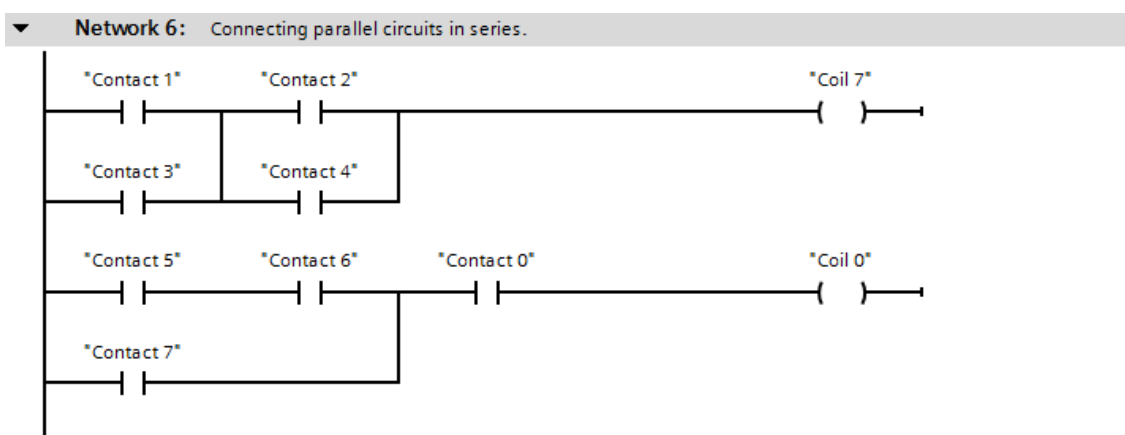 Network 6: Connecting parallel circuits in series.
"Contact 1" "Contact 2" "Coil 7"
"Contact 3" "Contact 4"
"Contact 5" "Contact 6" "Contact 0" "Coil 0"
"Contact 7"